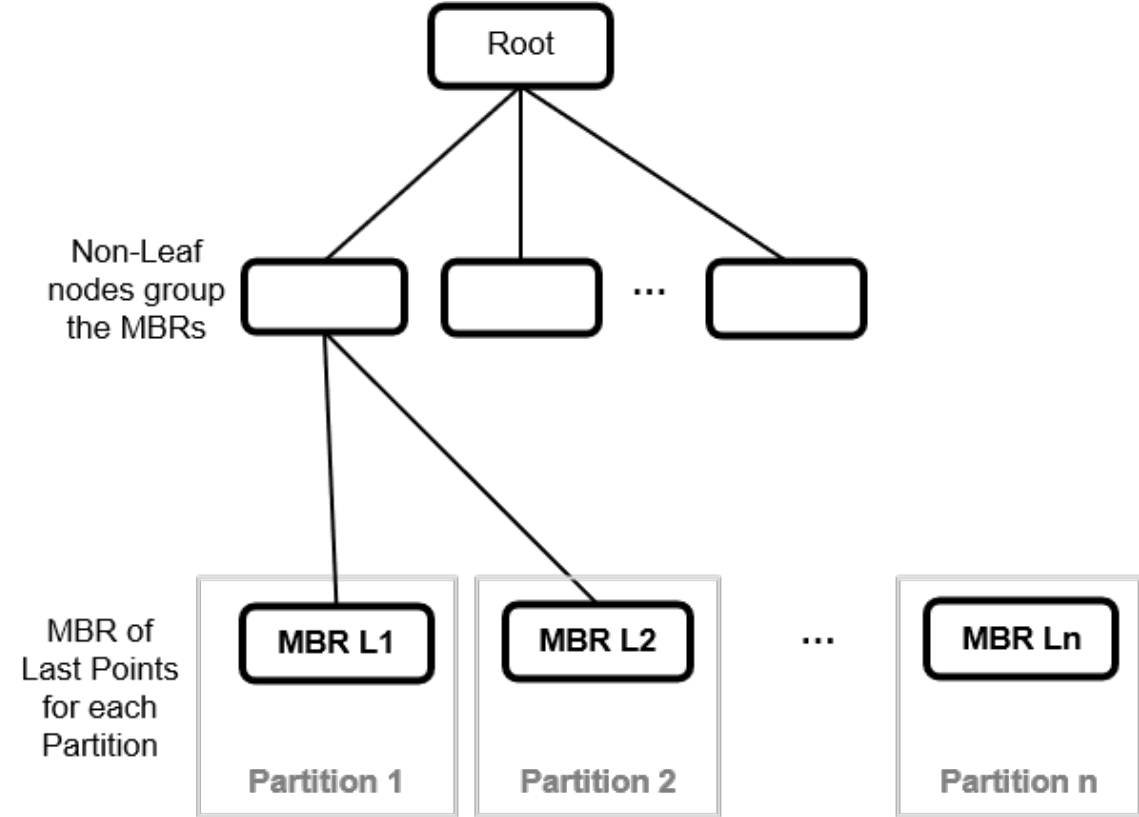 Root
Non-Leaf
nodes group
the MBRs
...
MBR of
Last Points
for each
Partition
MBR L1
MBR L2
...
MBR Ln
Partition 1
Partition 2
Partition n